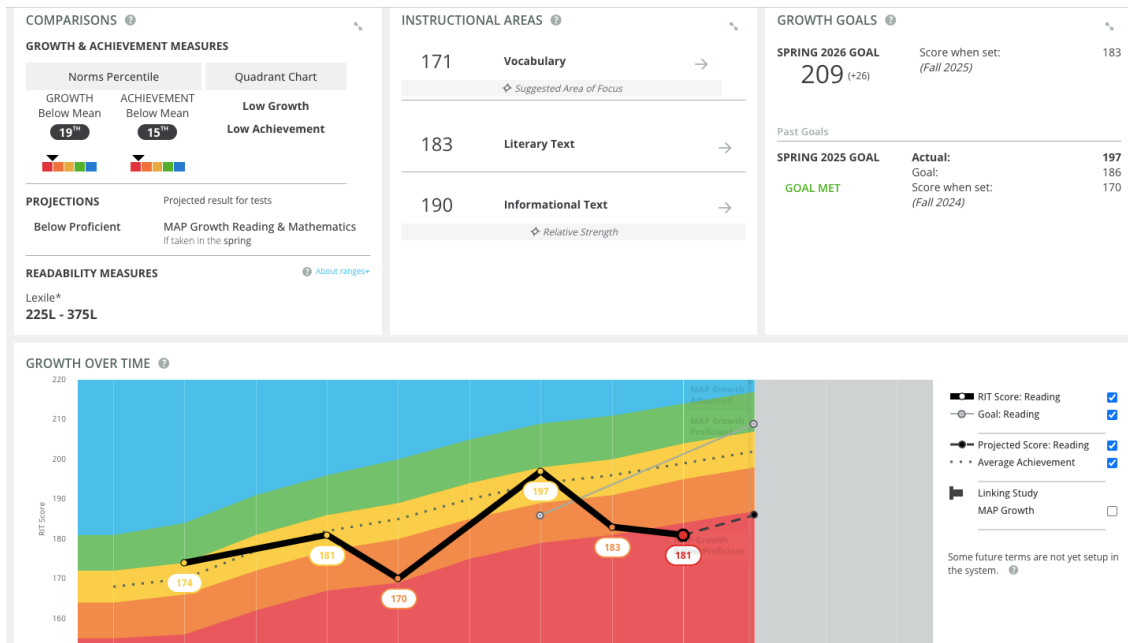 COMPARISONS ?
GROWTH & ACHIEVEMENT MEASURES
Norms Percentile
Quadrant Chart
GROWTH
Below Mean
19TH
ACHIEVEMENT
Below Mean
15TH
Low Growth
Low Achievement
PROJECTIONS
Projected result for tests
Below Proficient
MAP Growth Reading & Mathematics
If taken in the spring
READABILITY MEASURES
? About ranges
Lexile*
225L - 375L
INSTRUCTIONAL AREAS ?
171 Vocabulary
Suggested Area of Focus
183 Literary Text
190 Informational Text
Relative Strength
GROWTH GOALS ?
SPRING 2026 GOAL
209 (+26)
Score when set: 183
(Fall 2025)
Past Goals
SPRING 2025 GOAL
GOAL MET
Actual: 197
Goal: 186
Score when set: 170
(Fall 2024)
GROWTH OVER TIME ?
220
210
200
190
180
170
160
RIT Score
174
181
170
197
183
181
MAP Growth
Advanced
MAP Growth
Proficient
Growth
Proficient
RIT Score: Reading
Goal: Reading
Projected Score: Reading
Average Achievement
Linking Study
MAP Growth
Some future terms are not yet setup in
the system. ?